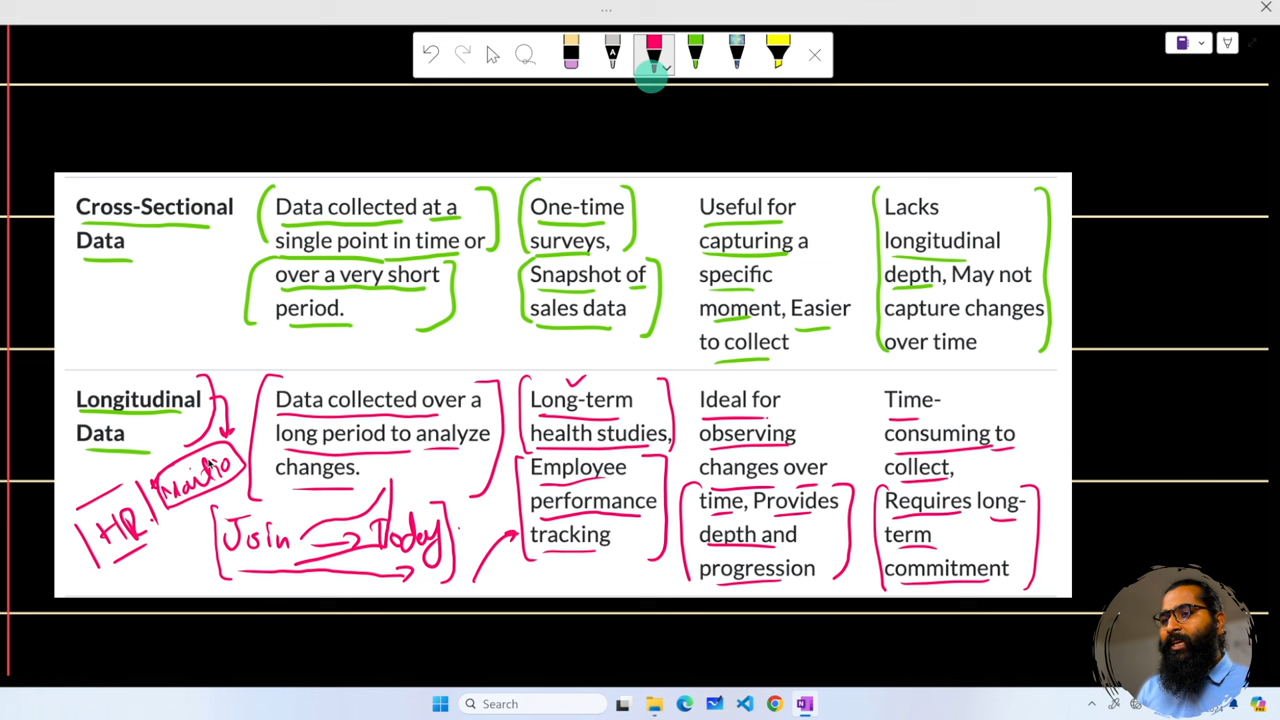 Cross-Sectional
Data
Data collected at a
single point in time or
over a very short
period.
One-time
surveys,
Snapshot of
sales data
Useful for
capturing a
specific
moment, Easier
to collect
Lacks
longitudinal
depth, May not
capture changes
over time
Longitudinal
Data
Data collected over a
long period to analyze
changes.
Long-term
health studies,
Employee
performance
tracking
Ideal for
observing
changes over
time, Provides
depth and
progression
Time-
consuming to
collect,
Requires long-
term
commitment
HR
Join
Today
Search